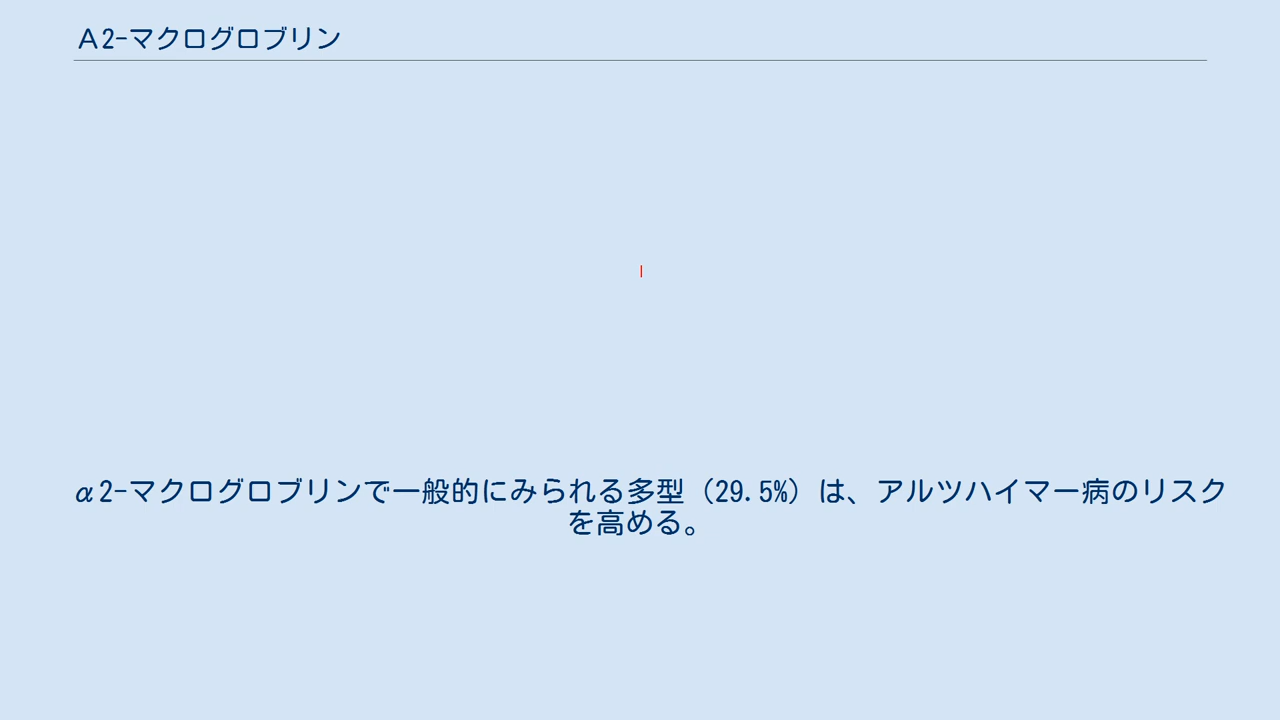 Ａ2-マクログロブリン
α2-マクログロブリンで一般的にみられる多型（29.5%）は、アルツハイマー病のリスク
を高める。